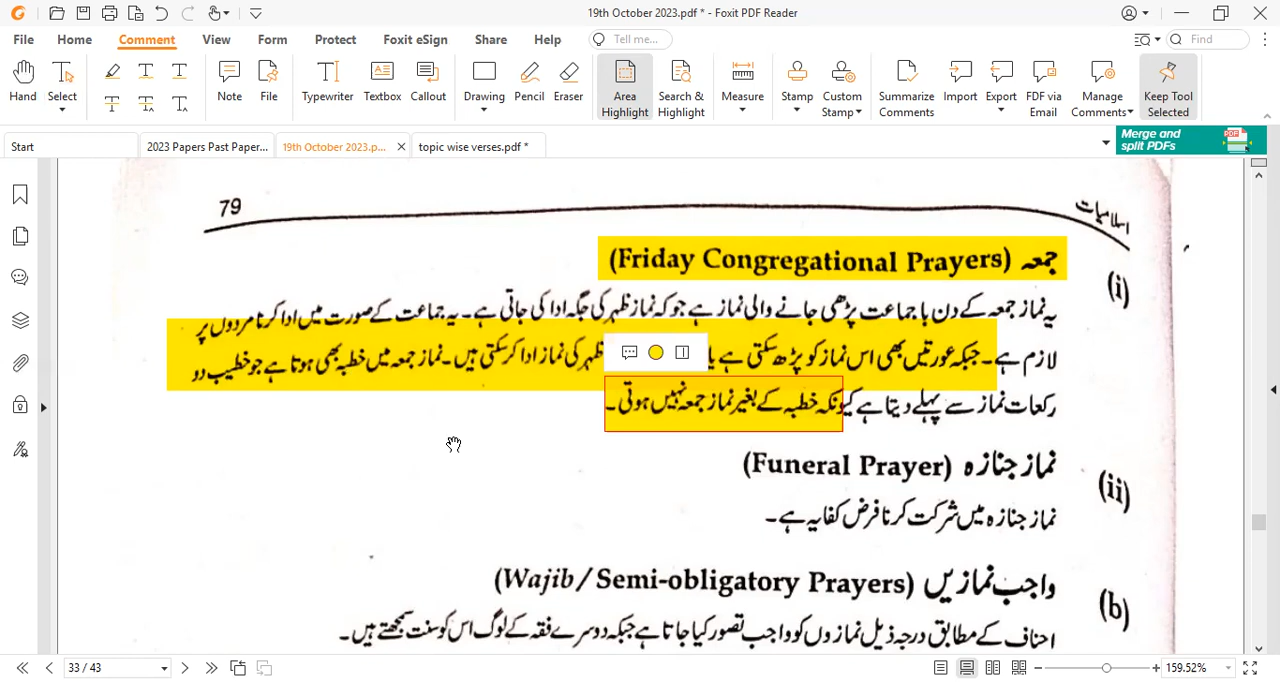 19th October 2023.pdf * - Foxit PDF Reader
File Home Comment View Form Protect Foxit eSign Share Help Tell me... Find
Hand Select Note File Typewriter Textbox Callout Drawing Pencil Eraser Area Highlight Search & Highlight Measure Stamp Custom Stamp Summarize Comments Import Export FDF via Email Manage Comments Keep Tool Selected
Start 2023 Papers Past Paper... 19th October 2023.p... topic wise verses.pdf * Merge and split PDFs PDF
79 اسلامیات
(i) جمعہ (Friday Congregational Prayers)
یہ نماز جمعہ کے دن با جماعت پڑھی جانے والی نماز ہے جو کہ نماز ظہر کی جگہ ادا کی جاتی ہے۔ یہ جماعت کے صورت میں ادا کرنا مردوں پر
لازم ہے۔ جبکہ عورتیں بھی اس نماز کو پڑھ سکتی ہے یا ظہر کی نماز ادا کر سکتی ہیں۔ نماز جمعہ میں خطبہ بھی ہوتا ہے جو خطیب دو
رکعات نماز سے پہلے دیتا ہے کیونکہ خطبہ کے بغیر نماز جمعہ نہیں ہوتی۔
(ii) نماز جنازہ (Funeral Prayer)
نماز جنازہ میں شرکت کرنا فرض کفایہ ہے۔
(b) واجب نمازیں (Wajib/Semi-obligatory Prayers)
احناف کے مطابق درجہ ذیل نمازوں کو واجب تصور کیا جاتا ہے جبکہ دوسرے فقہ کے لوگ اس کو سنت سمجھتے ہیں۔
33 / 43 159.52%